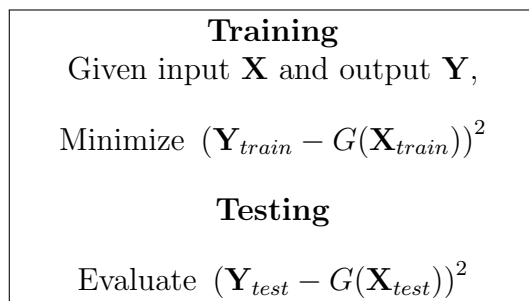 Training
Given input X and output Y,
Minimize (Y_train − G(X_train))²
Testing
Evaluate (Y_test − G(X_test))²